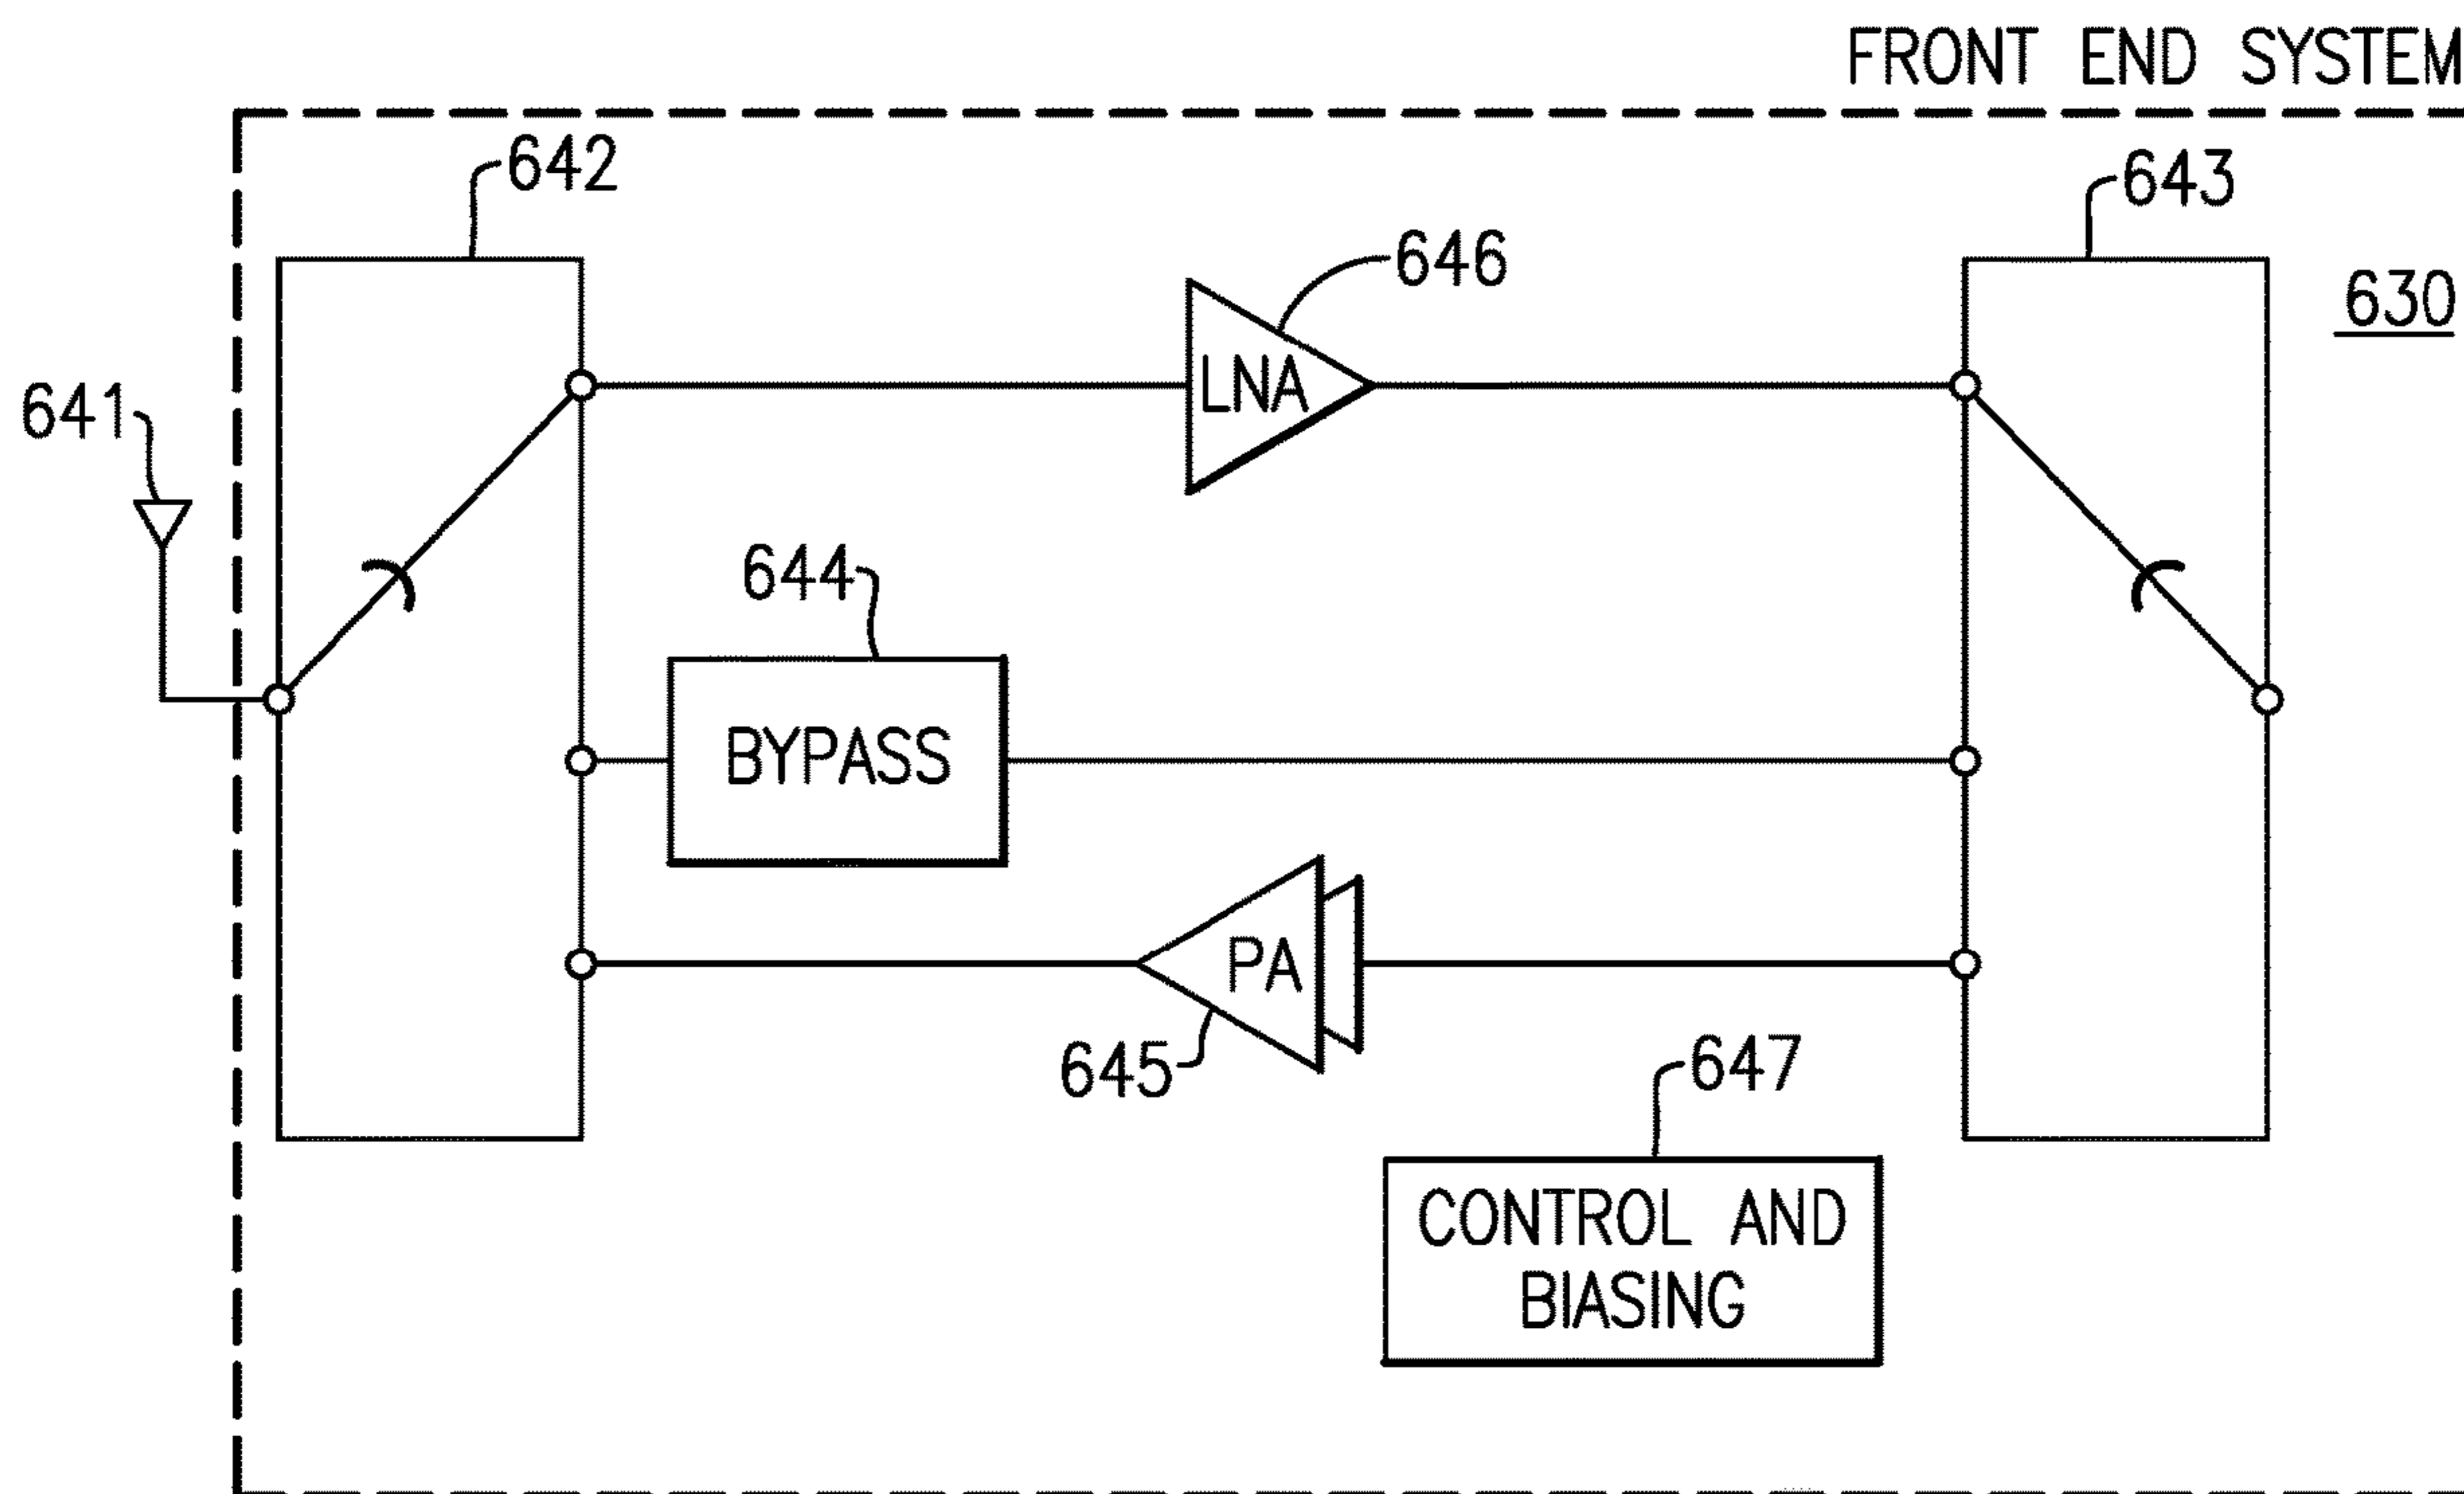 FRONT END SYSTEM
642
643
646
630
LNA
641
644
BYPASS
PA
645
647
CONTROL AND
BIASING